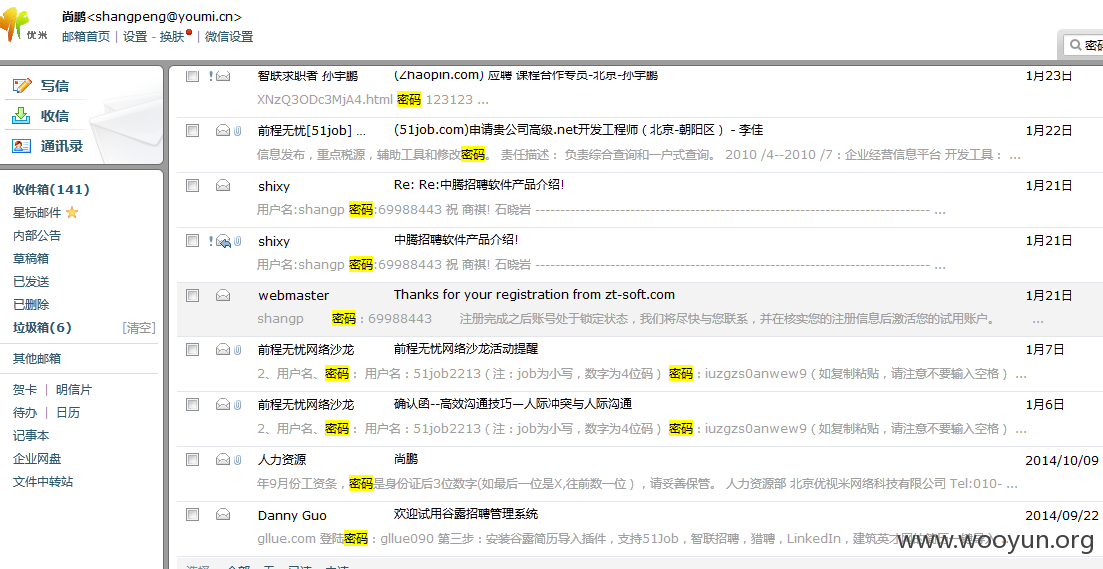 尚鹏<shangpeng@youmi.cn>
优米
邮箱首页 | 设置 - 换肤 | 微信设置
密码
写信
收信
通讯录
收件箱(141)
星标邮件
内部公告
草稿箱
已发送
已删除
垃圾箱(6) [清空]
其他邮箱
贺卡 | 明信片
待办 | 日历
记事本
企业网盘
文件中转站
智联求职者 孙宇鹏 (Zhaopin.com) 应聘 课程合作专员-北京-孙宇鹏 1月23日
XNzQ3ODc3MjA4.html 密码 123123 ...
前程无忧[51job] ... (51job.com)申请贵公司高级.net开发工程师（北京-朝阳区） - 李佳 1月22日
信息发布，重点税源，辅助工具和修改密码。 责任描述： 负责综合查询和一户式查询。 2010 /4--2010 /7：企业经营信息平台 开发工具： ...
shixy Re: Re:中腾招聘软件产品介绍! 1月21日
用户名:shangp 密码:69988443 祝 商祺! 石晓岩 ------------------------------------------------------------------------------- ...
shixy 中腾招聘软件产品介绍! 1月21日
用户名:shangp 密码:69988443 祝 商祺! 石晓岩 ------------------------------------------------------------------------------- ...
webmaster Thanks for your registration from zt-soft.com 1月21日
shangp 密码：69988443 注册完成之后账号处于锁定状态，我们将尽快与您联系，并在核实您的注册信息后激活您的试用账户。 ...
前程无忧网络沙龙 前程无忧网络沙龙活动提醒 1月7日
2、用户名、密码： 用户名：51job2213（注：job为小写，数字为4位码） 密码：iuzgzs0anwew9（如复制粘贴，请注意不要输入空格） ...
前程无忧网络沙龙 确认函--高效沟通技巧—人际冲突与人际沟通 1月6日
2、用户名、密码： 用户名：51job2213（注：job为小写，数字为4位码） 密码：iuzgzs0anwew9（如复制粘贴，请注意不要输入空格） ...
人力资源 尚鹏 2014/10/09
年9月份工资条，密码是身份证后3位数字(如最后一位是X,往前数一位），请妥善保管。 人力资源部 北京优视米网络科技有限公司 Tel:010- ...
Danny Guo 欢迎试用谷露招聘管理系统 2014/09/22
gllue.com 登陆密码：gllue090 第三步：安装谷露简历导入插件，支持51Job，智联招聘，猎聘，LinkedIn，建筑英才网的简历一键导入
www.wooyun.org